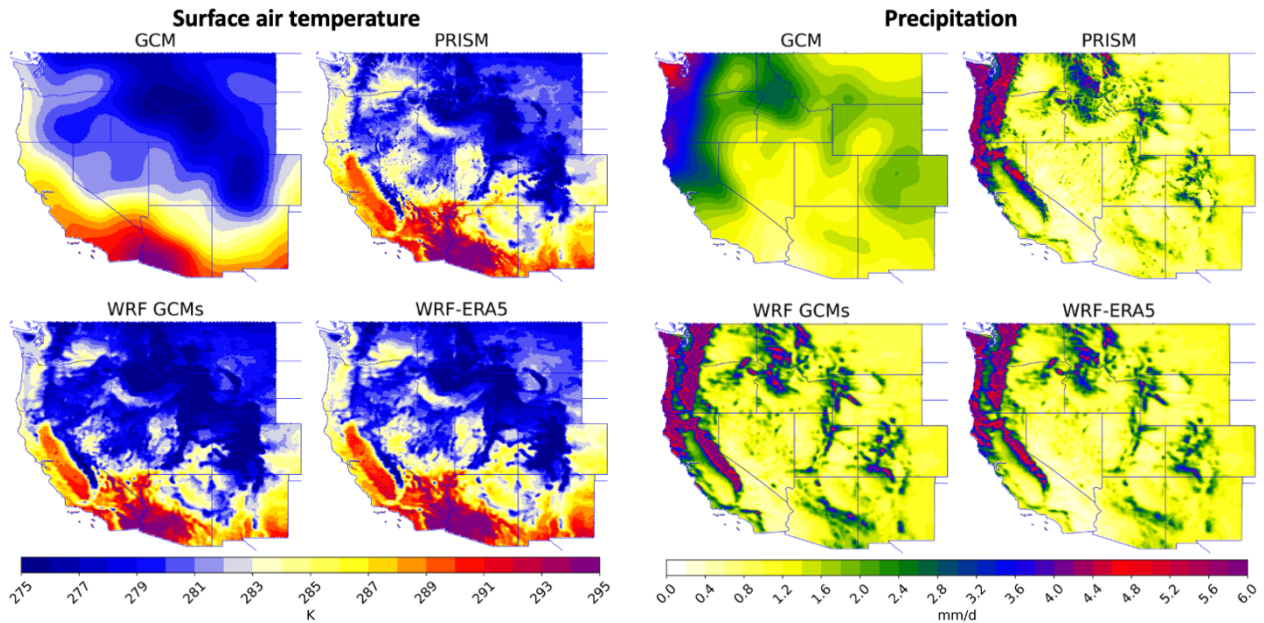 Surface air temperature
Precipitation
GCM
PRISM
GCM
PRISM
WRF GCMs
WRF-ERA5
WRF GCMs
WRF-ERA5
275 277 279 281 283 285 287 289 291 293 295
K
0.0 0.4 0.8 1.2 1.6 2.0 2.4 2.8 3.2 3.6 4.0 4.4 4.8 5.2 5.6 6.0
mm/d